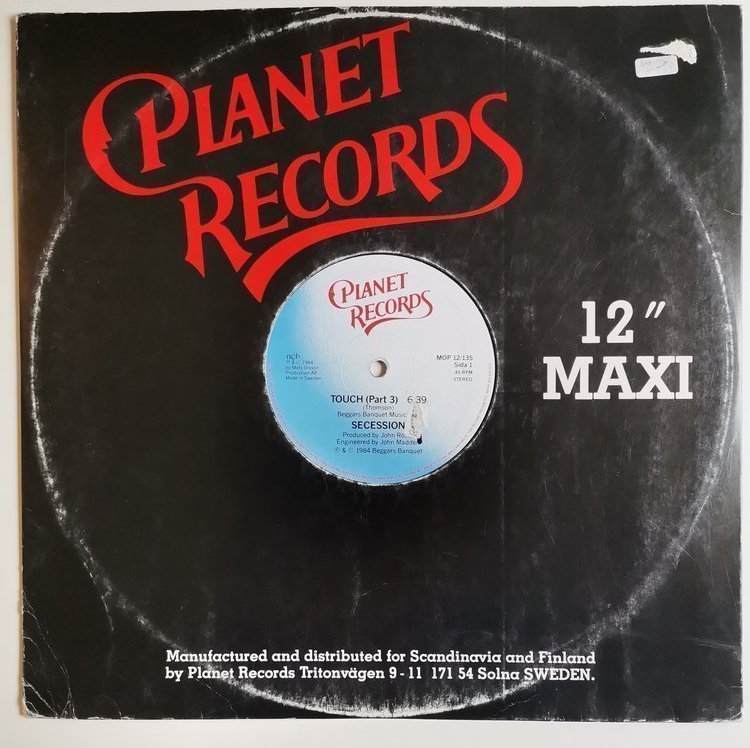 PLANET
RECORDS
12" MAXI
PLANET
RECORDS
ncb
℗ & © 1984
by Mats Olsson
Production AB
Made in Sweden
MOP 12:135
Sida 1
45 RPM
STEREO
TOUCH (Part 3) 6.39
(Thomson)
Beggars Banquet Music
SECESSION
Produced by John
Engineered by John
℗ & © 1984 Beggars Banquet
Manufactured and distributed for Scandinavia and Finland
by Planet Records Tritonvägen 9 - 11 171 54 Solna SWEDEN.